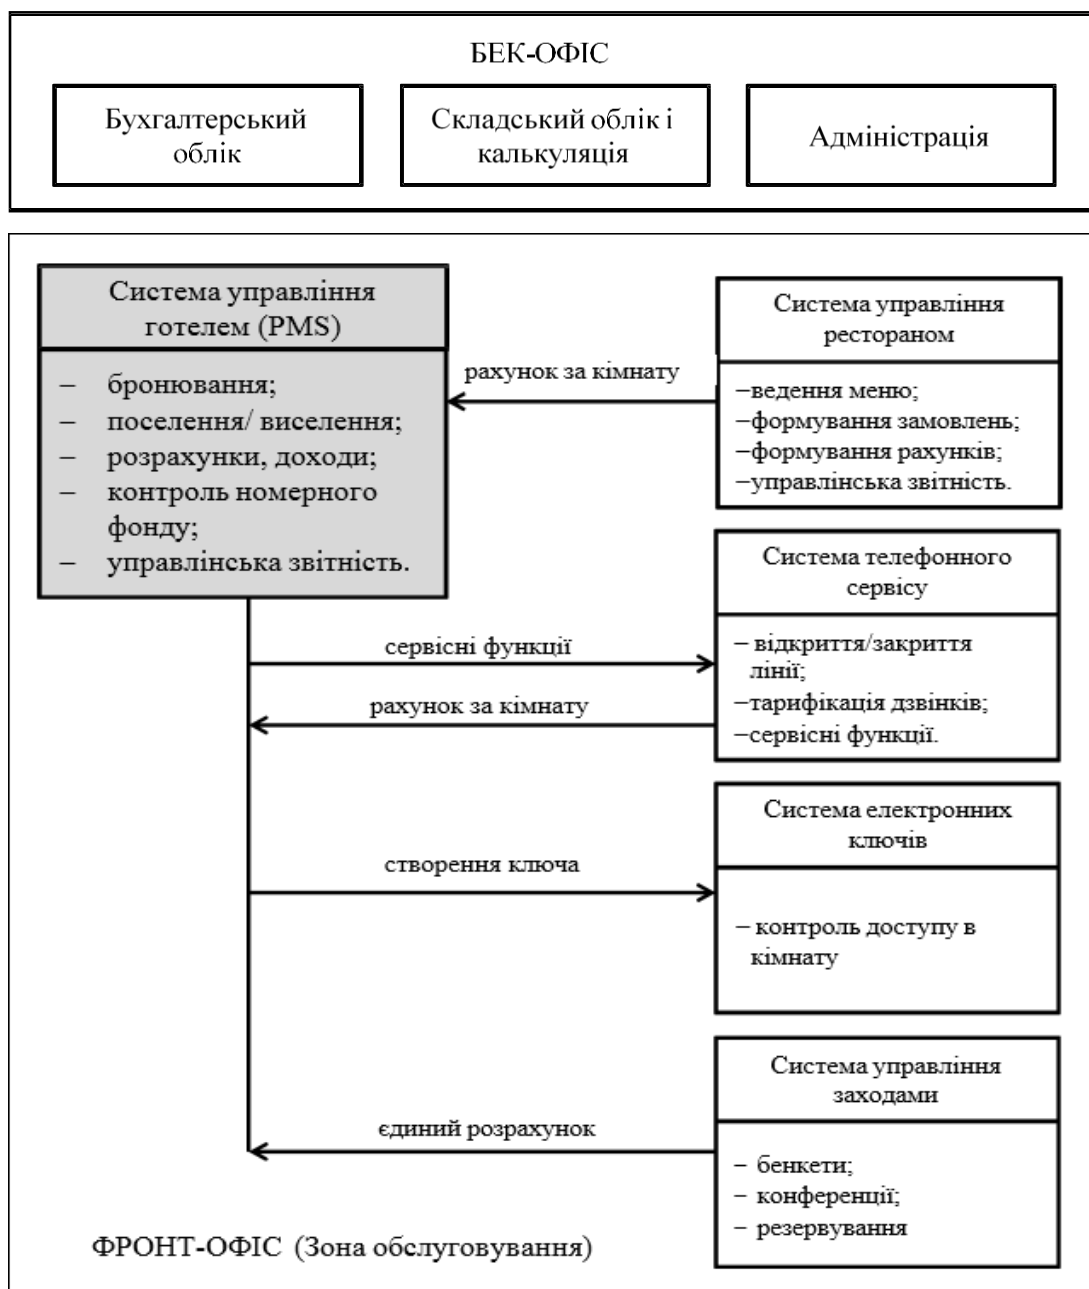 БЕК-ОФІС
Бухгалтерський
облік
Складський облік і
калькуляція
Адміністрація
Система управління
готелем (PMS)
– бронювання;
– поселення/ виселення;
– розрахунки, доходи;
– контроль номерного
фонду;
– управлінська звітність.
рахунок за кімнату
Система управління
рестораном
–ведення меню;
–формування замовлень;
–формування рахунків;
–управлінська звітність.
сервісні функції
рахунок за кімнату
Система телефонного
сервісу
– відкриття/закриття
лінії;
–тарифікація дзвінків;
–сервісні функції.
створення ключа
Система електронних
ключів
– контроль доступу в
кімнату
єдиний розрахунок
Система управління
заходами
– бенкети;
– конференції;
– резервування
ФРОНТ-ОФІС (Зона обслуговування)